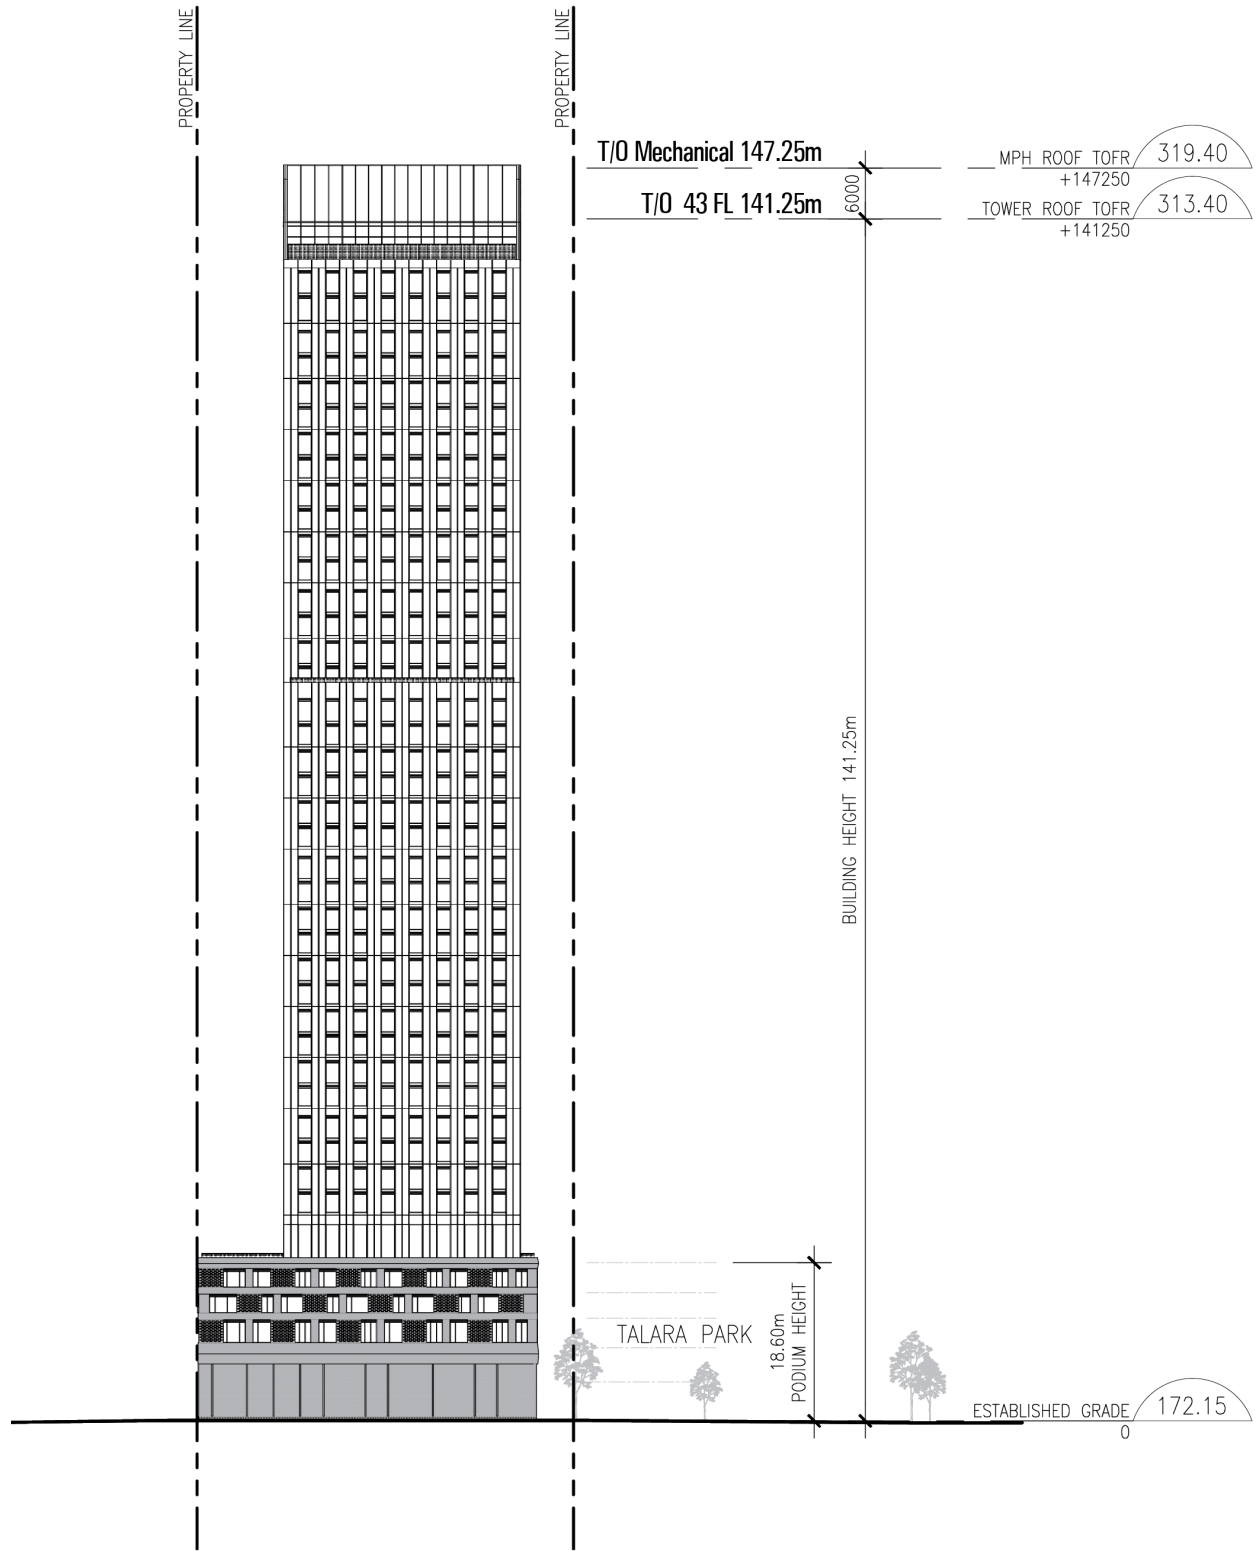 PROPERTY LINE
PROPERTY LINE
T/O Mechanical 147.25m
MPH ROOF TOFR
319.40
+147250
6000
T/O 43 FL 141.25m
TOWER ROOF TOFR
313.40
+141250
BUILDING HEIGHT 141.25m
TALARA PARK
18.60m
PODIUM HEIGHT
ESTABLISHED GRADE
172.15
0